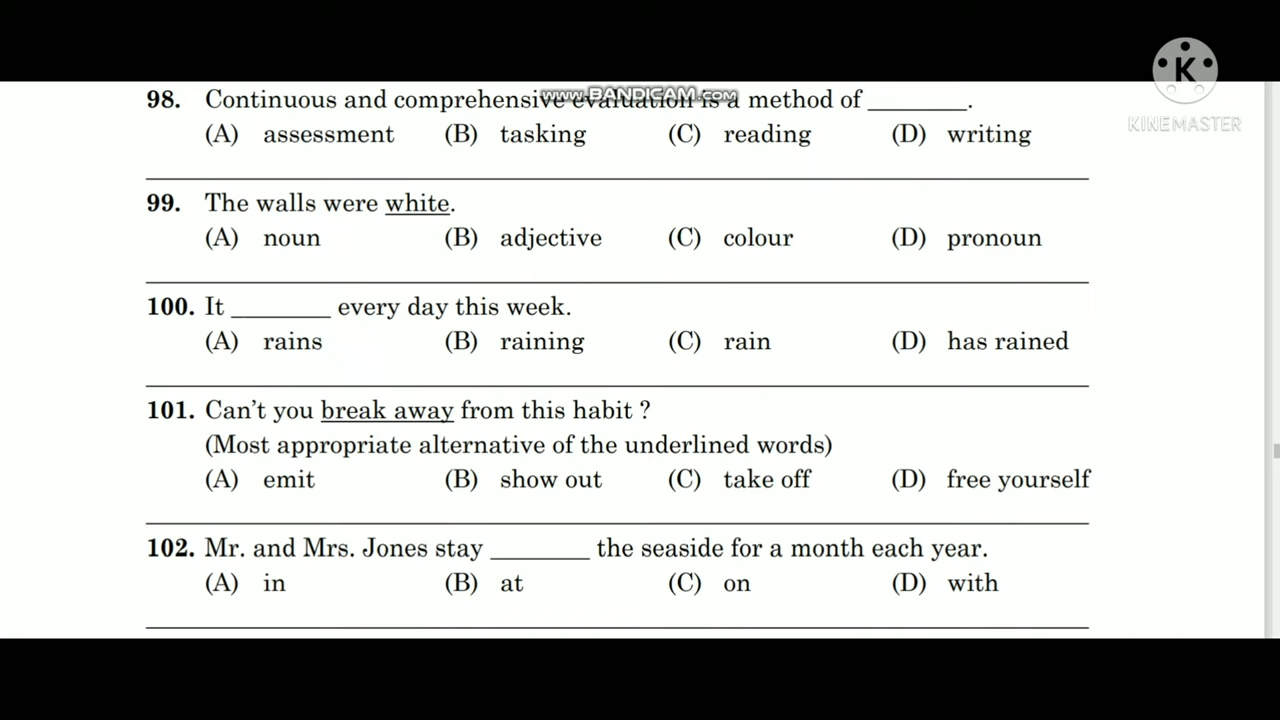 WWW.BANDICAM.COM
K
KINEMASTER
98. Continuous and comprehensive evaluation is a method of ________.
(A) assessment (B) tasking (C) reading (D) writing
99. The walls were white.
(A) noun (B) adjective (C) colour (D) pronoun
100. It ________ every day this week.
(A) rains (B) raining (C) rain (D) has rained
101. Can't you break away from this habit ?
(Most appropriate alternative of the underlined words)
(A) emit (B) show out (C) take off (D) free yourself
102. Mr. and Mrs. Jones stay ________ the seaside for a month each year.
(A) in (B) at (C) on (D) with